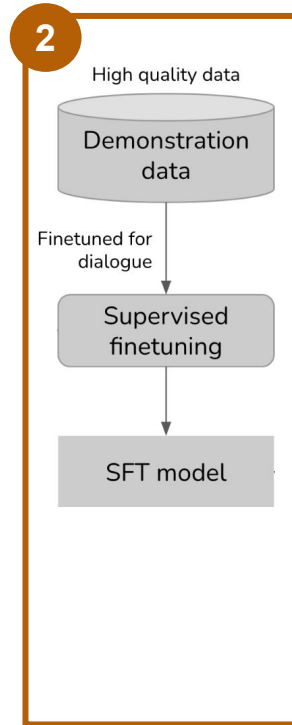 2
High quality data
Demonstration
data
Finetuned for
dialogue
Supervised
finetuning
SFT model